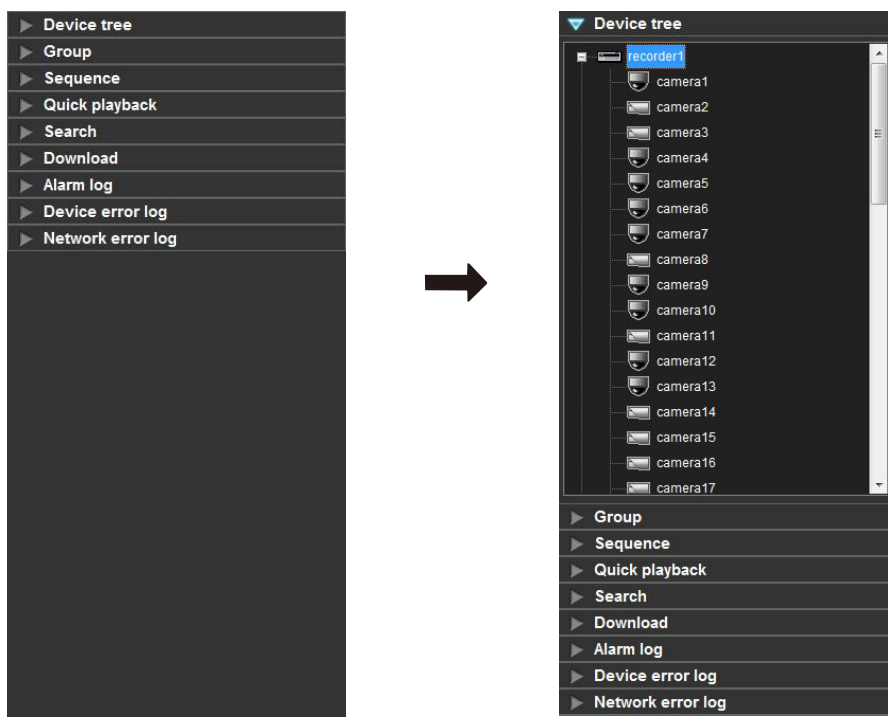 Device tree
Group
Sequence
Quick playback
Search
Download
Alarm log
Device error log
Network error log
Device tree
recorder1
camera1
camera2
camera3
camera4
camera5
camera6
camera7
camera8
camera9
camera10
camera11
camera12
camera13
camera14
camera15
camera16
camera17
Group
Sequence
Quick playback
Search
Download
Alarm log
Device error log
Network error log